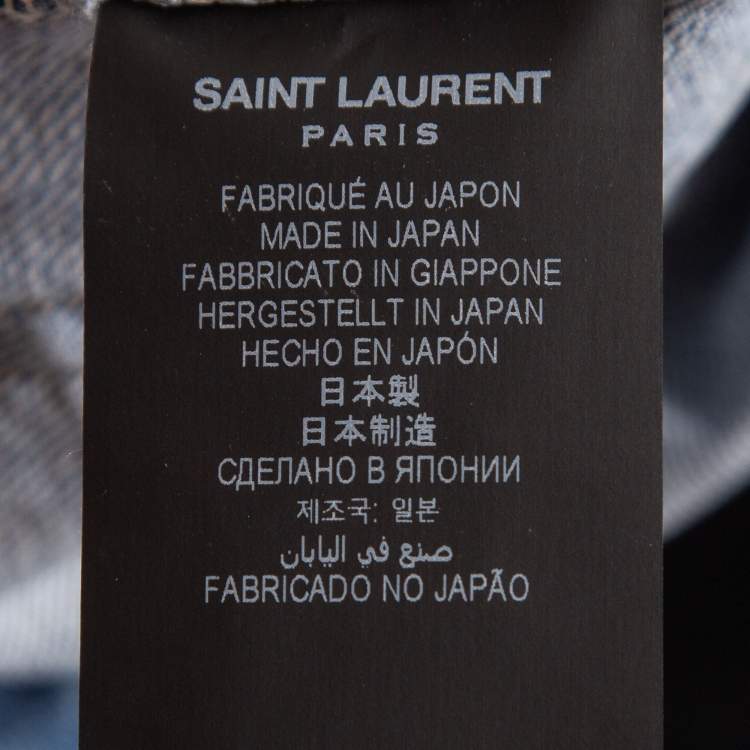 SAINT LAURENT
PARIS
FABRIQUÉ AU JAPON
MADE IN JAPAN
FABBRICATO IN GIAPPONE
HERGESTELLT IN JAPAN
HECHO EN JAPÓN
日本製
日本制造
СДЕЛАНО В ЯПОНИИ
제조국: 일본
صنع في اليابان
FABRICADO NO JAPÃO